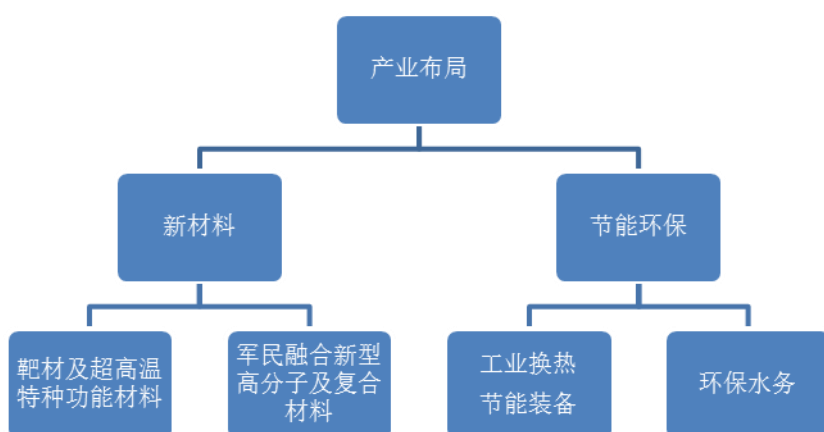 产业布局
新材料
节能环保
靶材及超高温
特种功能材料
军民融合新型
高分子及复合
材料
工业换热
节能装备
环保水务